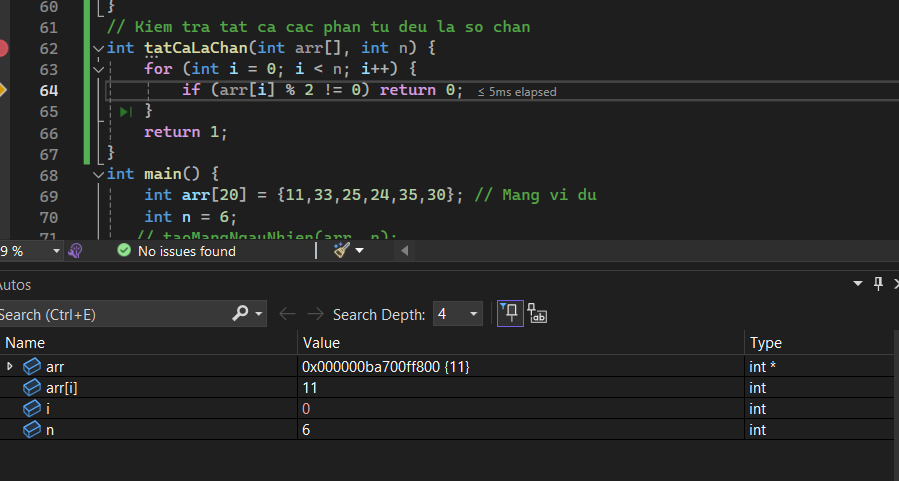 60 }
61 // Kiem tra tat ca cac phan tu deu la so chan
62 int tatCaLaChan(int arr[], int n) {
63 for (int i = 0; i < n; i++) {
64 if (arr[i] % 2 != 0) return 0; ≤ 5ms elapsed
65 }
66 return 1;
67 }
68 int main() {
69 int arr[20] = {11,33,25,24,35,30}; // Mang vi du
70 int n = 6;
71 // taoMangNgauNhien(arr, n);
9 % No issues found
Autos
Search (Ctrl+E) Search Depth: 4
Name Value Type
arr 0x000000ba700ff800 {11} int *
arr[i] 11 int
i 0 int
n 6 int